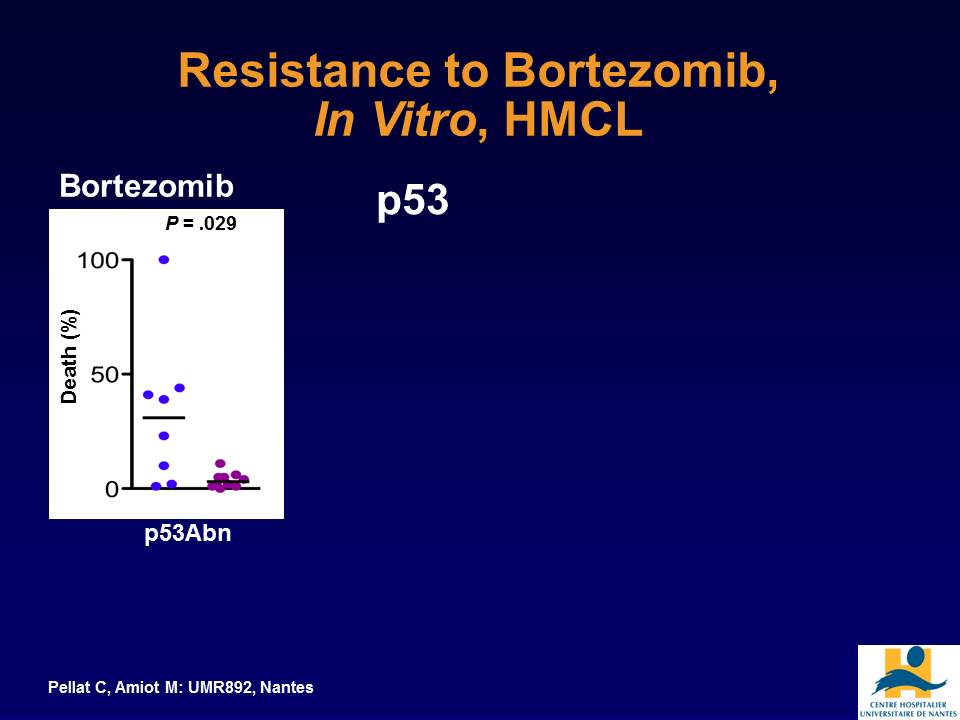 Resistance to Bortezomib,
In Vitro, HMCL
Bortezomib
p53
P = .029
100
50
0
Death (%)
p53Abn
Pellat C, Amiot M: UMR892, Nantes
CENTRE HOSPITALIER
UNIVERSITAIRE DE NANTES